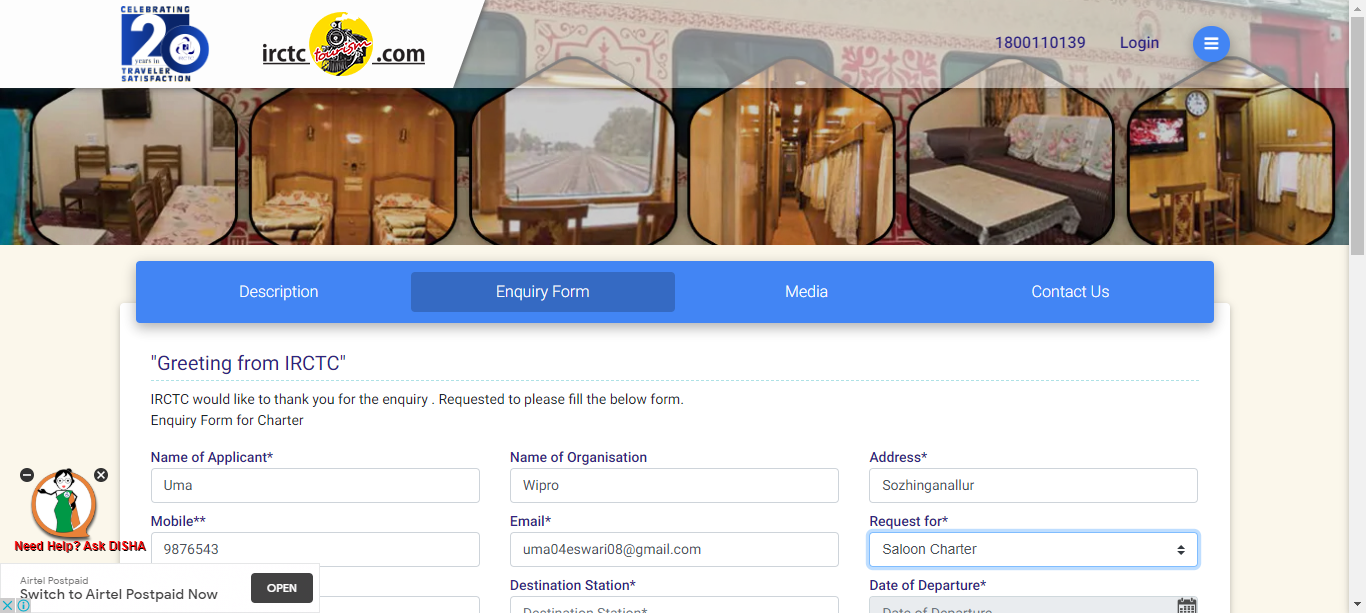 CELEBRATING
20
years in
TRAVELER
SATISFACTION
irctc tourism .com
1800110139
Login
Description
Enquiry Form
Media
Contact Us
"Greeting from IRCTC"
IRCTC would like to thank you for the enquiry . Requested to please fill the below form.
Enquiry Form for Charter
Name of Applicant*
Name of Organisation
Address*
Uma
Wipro
Sozhinganallur
Mobile**
Email*
Request for*
9876543
uma04eswari08@gmail.com
Saloon Charter
Need Help? Ask DISHA
Airtel Postpaid
Switch to Airtel Postpaid Now
OPEN
Destination Station*
Date of Departure*
Destination Station*
Date of Departure*